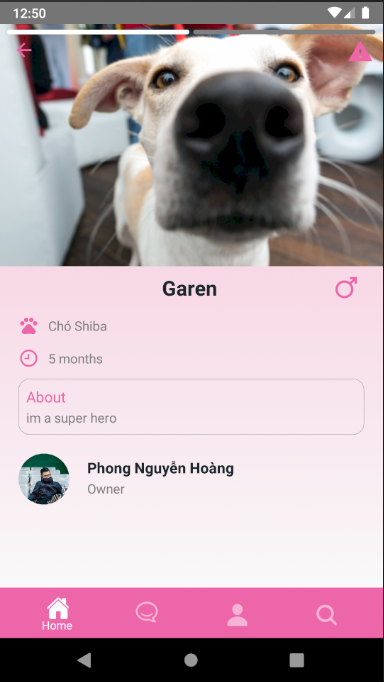 12:50
Garen
Chó Shiba
5 months
About
im a super hero
Phong Nguyễn Hoàng
Owner
Home